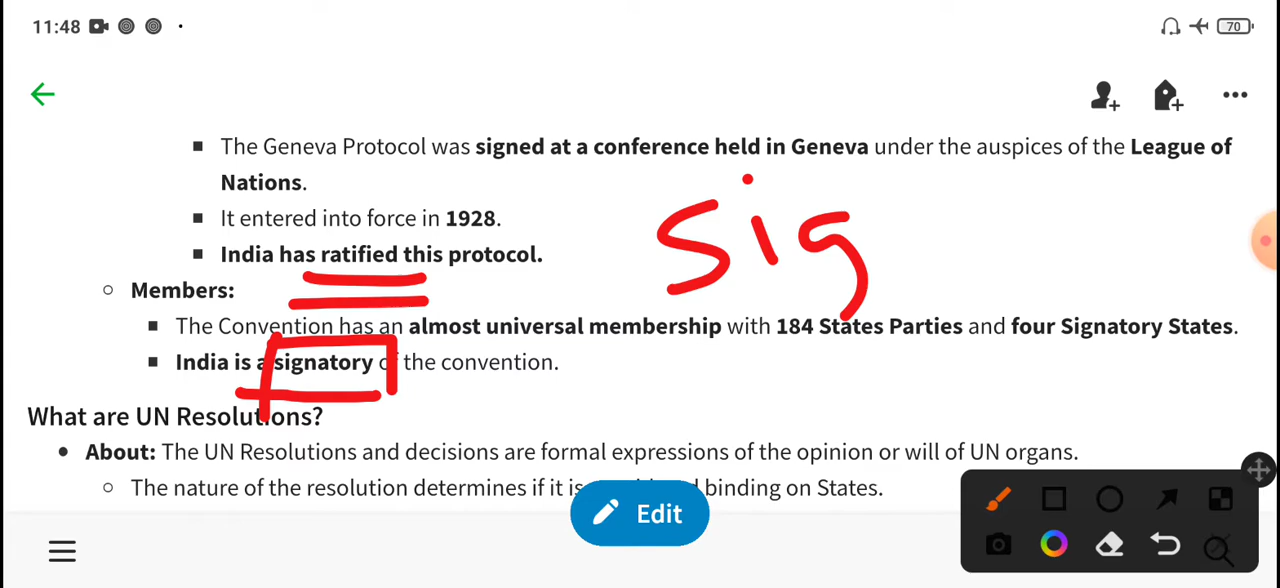 11:48 70
The Geneva Protocol was signed at a conference held in Geneva under the auspices of the League of
Nations.
It entered into force in 1928.
India has ratified this protocol.
Sig
Members:
The Convention has an almost universal membership with 184 States Parties and four Signatory States.
India is a signatory of the convention.
What are UN Resolutions?
About: The UN Resolutions and decisions are formal expressions of the opinion or will of UN organs.
The nature of the resolution determines if it is binding on States.
Edit